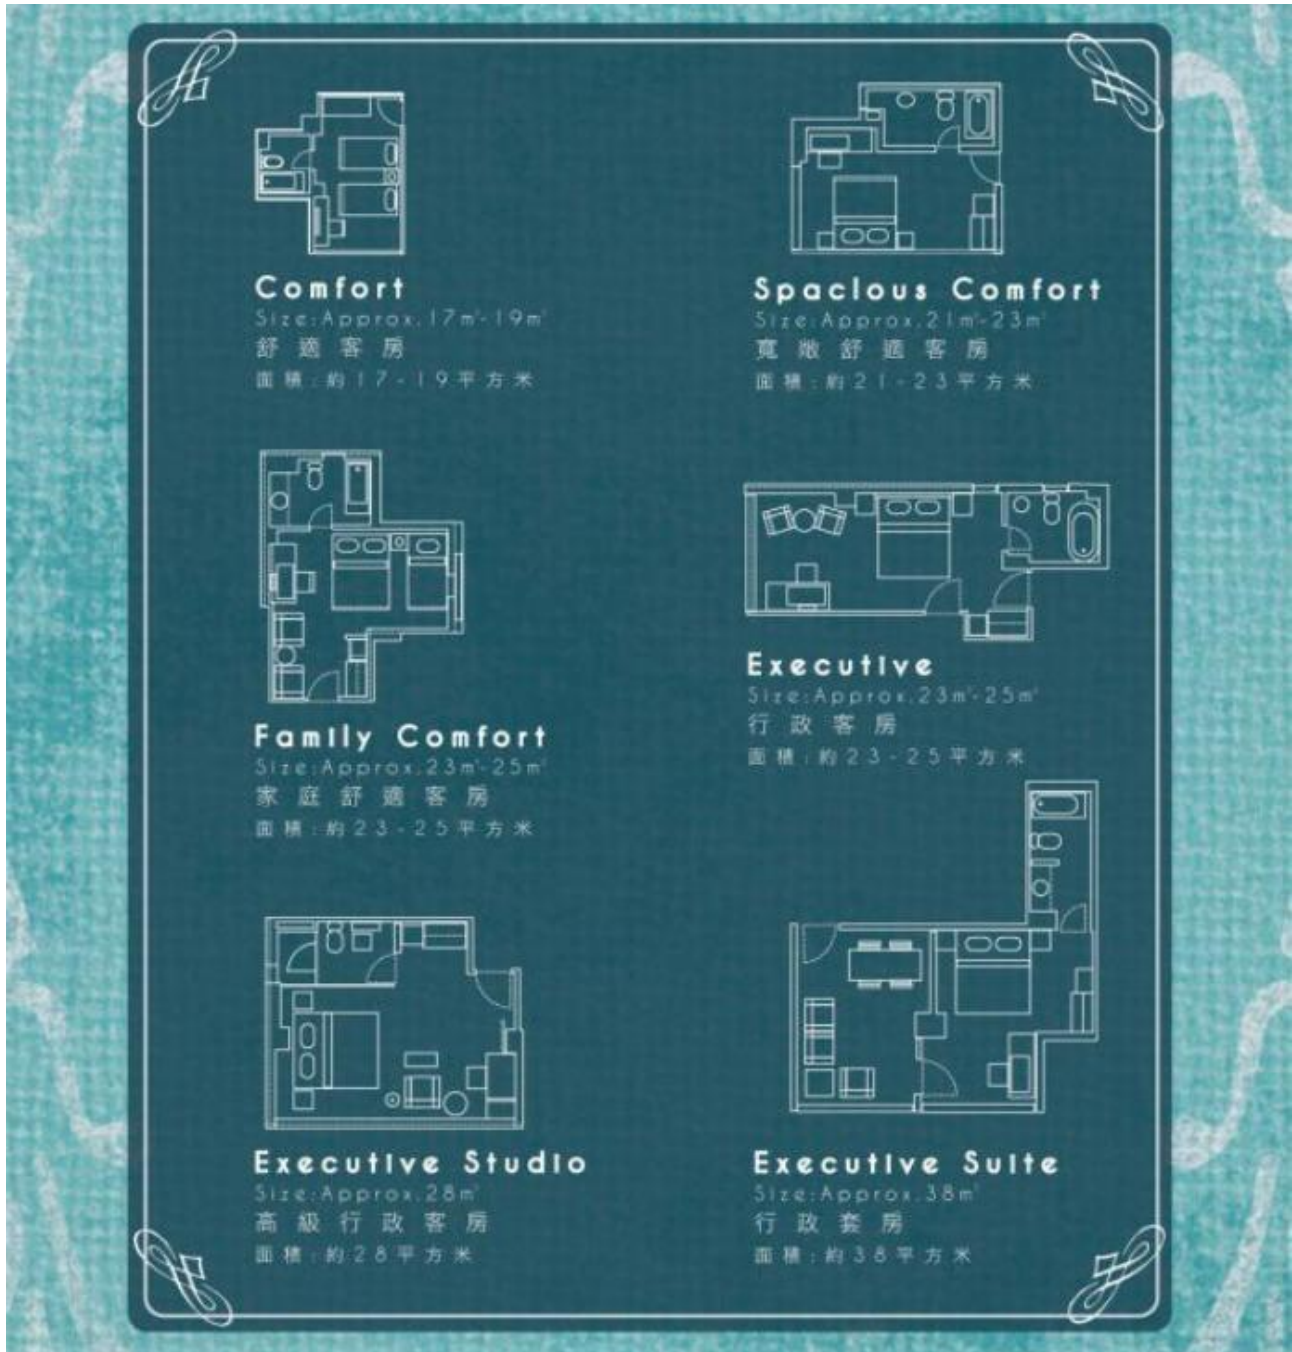 Comfort
Size:Approx.17㎡-19㎡
舒適客房
面積:約17-19平方米
Spacious Comfort
Size:Approx.21㎡-23㎡
寬敞舒適客房
面積:約21-23平方米
Family Comfort
Size:Approx.23㎡-25㎡
家庭舒適客房
面積:約23-25平方米
Executive
Size:Approx.23㎡-25㎡
行政客房
面積:約23-25平方米
Executive Studio
Size:Approx.28㎡
高級行政客房
面積:約28平方米
Executive Suite
Size:Approx.38㎡
行政套房
面積:約38平方米